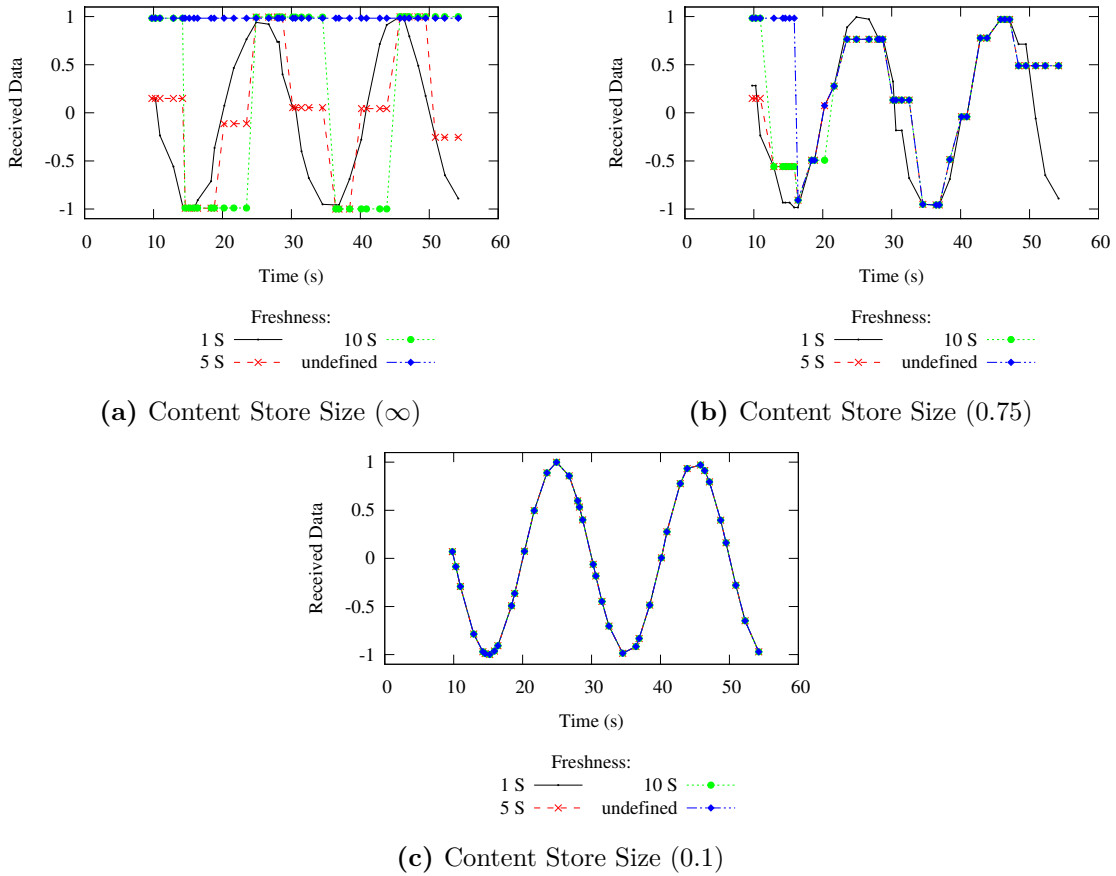 1
0.5
0
-0.5
-1
Received Data
0 10 20 30 40 50 60
Time (s)
Freshness:
1 S 10 S
5 S undefined
(a) Content Store Size (∞)
1
0.5
0
-0.5
-1
Received Data
0 10 20 30 40 50 60
Time (s)
Freshness:
1 S 10 S
5 S undefined
(b) Content Store Size (0.75)
1
0.5
0
-0.5
-1
Received Data
0 10 20 30 40 50 60
Time (s)
Freshness:
1 S 10 S
5 S undefined
(c) Content Store Size (0.1)